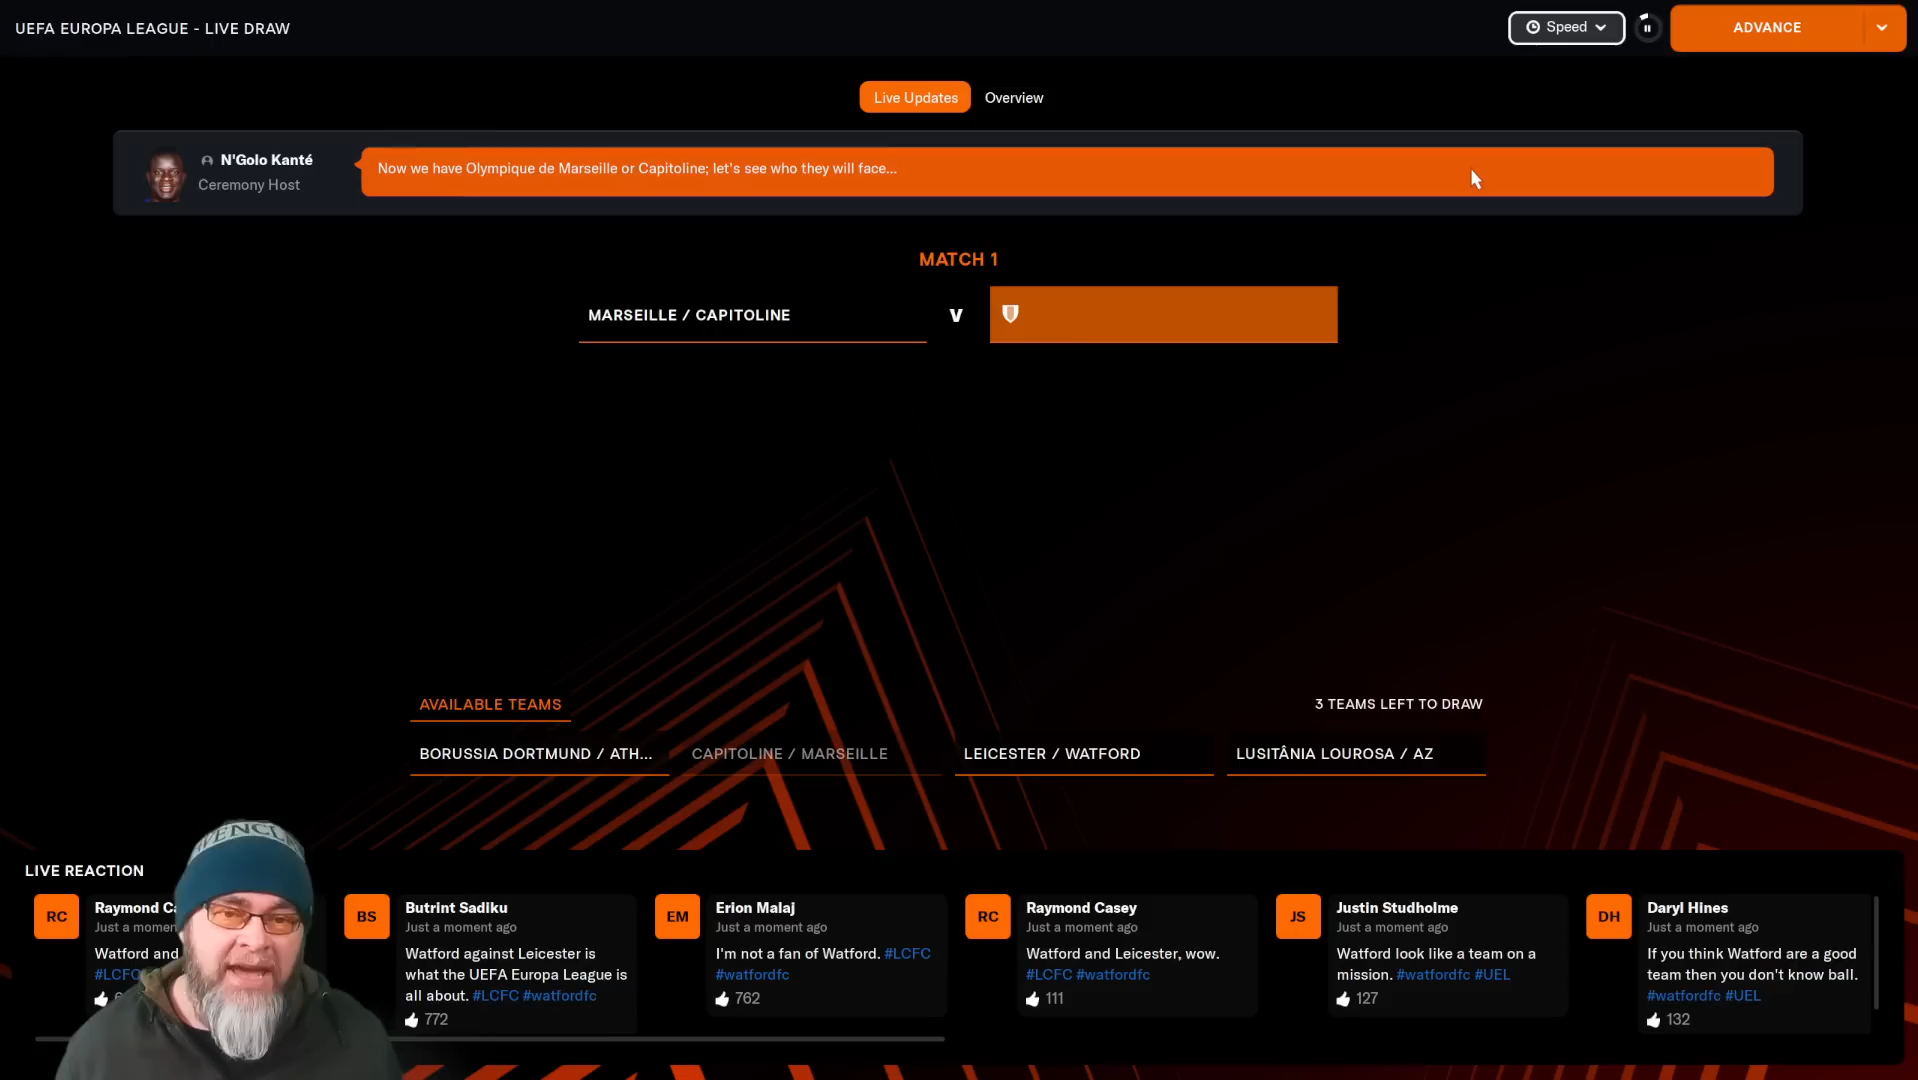 UEFA EUROPA LEAGUE - LIVE DRAW
Speed
ADVANCE
Live Updates
Overview
N'Golo Kanté
Ceremony Host
Now we have Olympique de Marseille or Capitoline; let's see who they will face...
MATCH 1
MARSEILLE / CAPITOLINE
V
AVAILABLE TEAMS
3 TEAMS LEFT TO DRAW
BORUSSIA DORTMUND / ATH...
CAPITOLINE / MARSEILLE
LEICESTER / WATFORD
LUSITÂNIA LOUROSA / AZ
LIVE REACTION
RC
Raymond
Just a
Watford and
BS
Butrint Sadiku
Just a moment ago
Watford against Leicester is
what the UEFA Europa League is
all about. #LCFC #watfordfc
772
EM
Erion Malaj
Just a moment ago
I'm not a fan of Watford. #LCFC
#watfordfc
762
RC
Raymond Casey
Just a moment ago
Watford and Leicester, wow.
#LCFC #watfordfc
111
JS
Justin Studholme
Just a moment ago
Watford look like a team on a
mission. #watfordfc #UEL
127
DH
Daryl Hines
Just a moment ago
If you think Watford are a good
team then you don't know ball.
#watfordfc #UEL
132